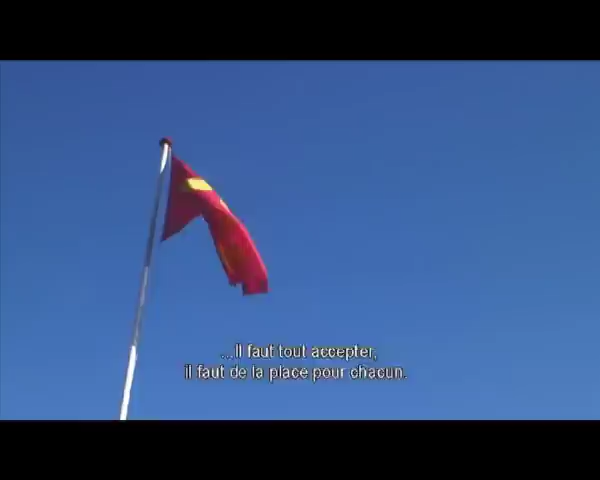 ...Il faut tout accepter,
il faut de la place pour chacun.